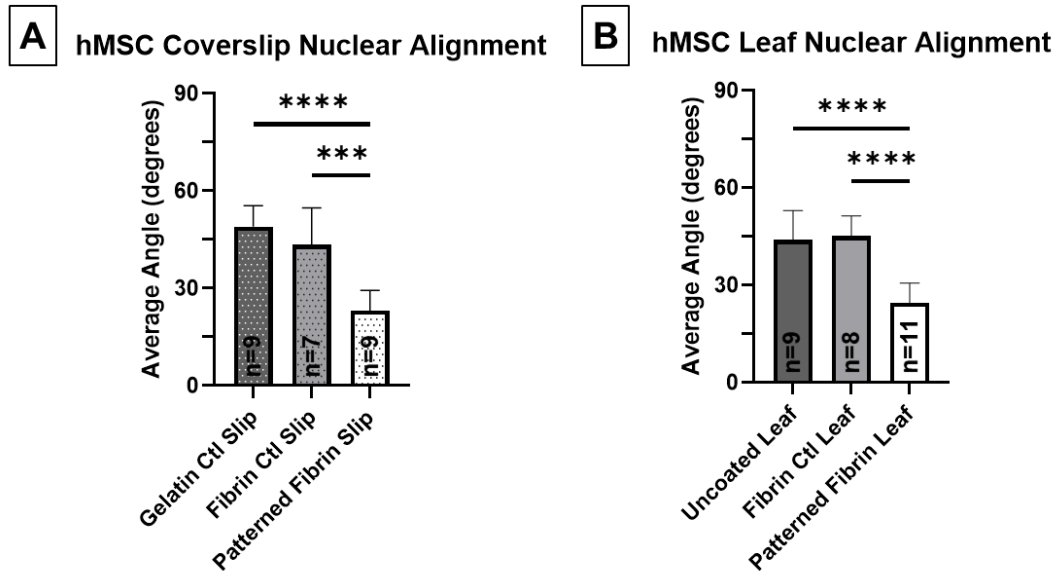 A
hMSC Coverslip Nuclear Alignment
Average Angle (degrees)
90
60
30
0
****
***
n=9
n=7
n=9
Gelatin Ctl Slip
Fibrin Ctl Slip
Patterned Fibrin Slip
B
hMSC Leaf Nuclear Alignment
Average Angle (degrees)
90
60
30
0
****
****
n=9
n=8
n=11
Uncoated Leaf
Fibrin Ctl Leaf
Patterned Fibrin Leaf